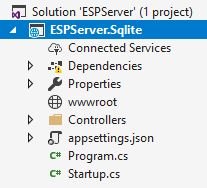 Solution 'ESPServer' (1 project)
ESPServer.Sqlite
Connected Services
Dependencies
Properties
wwwroot
Controllers
appsettings.json
C# Program.cs
C# Startup.cs